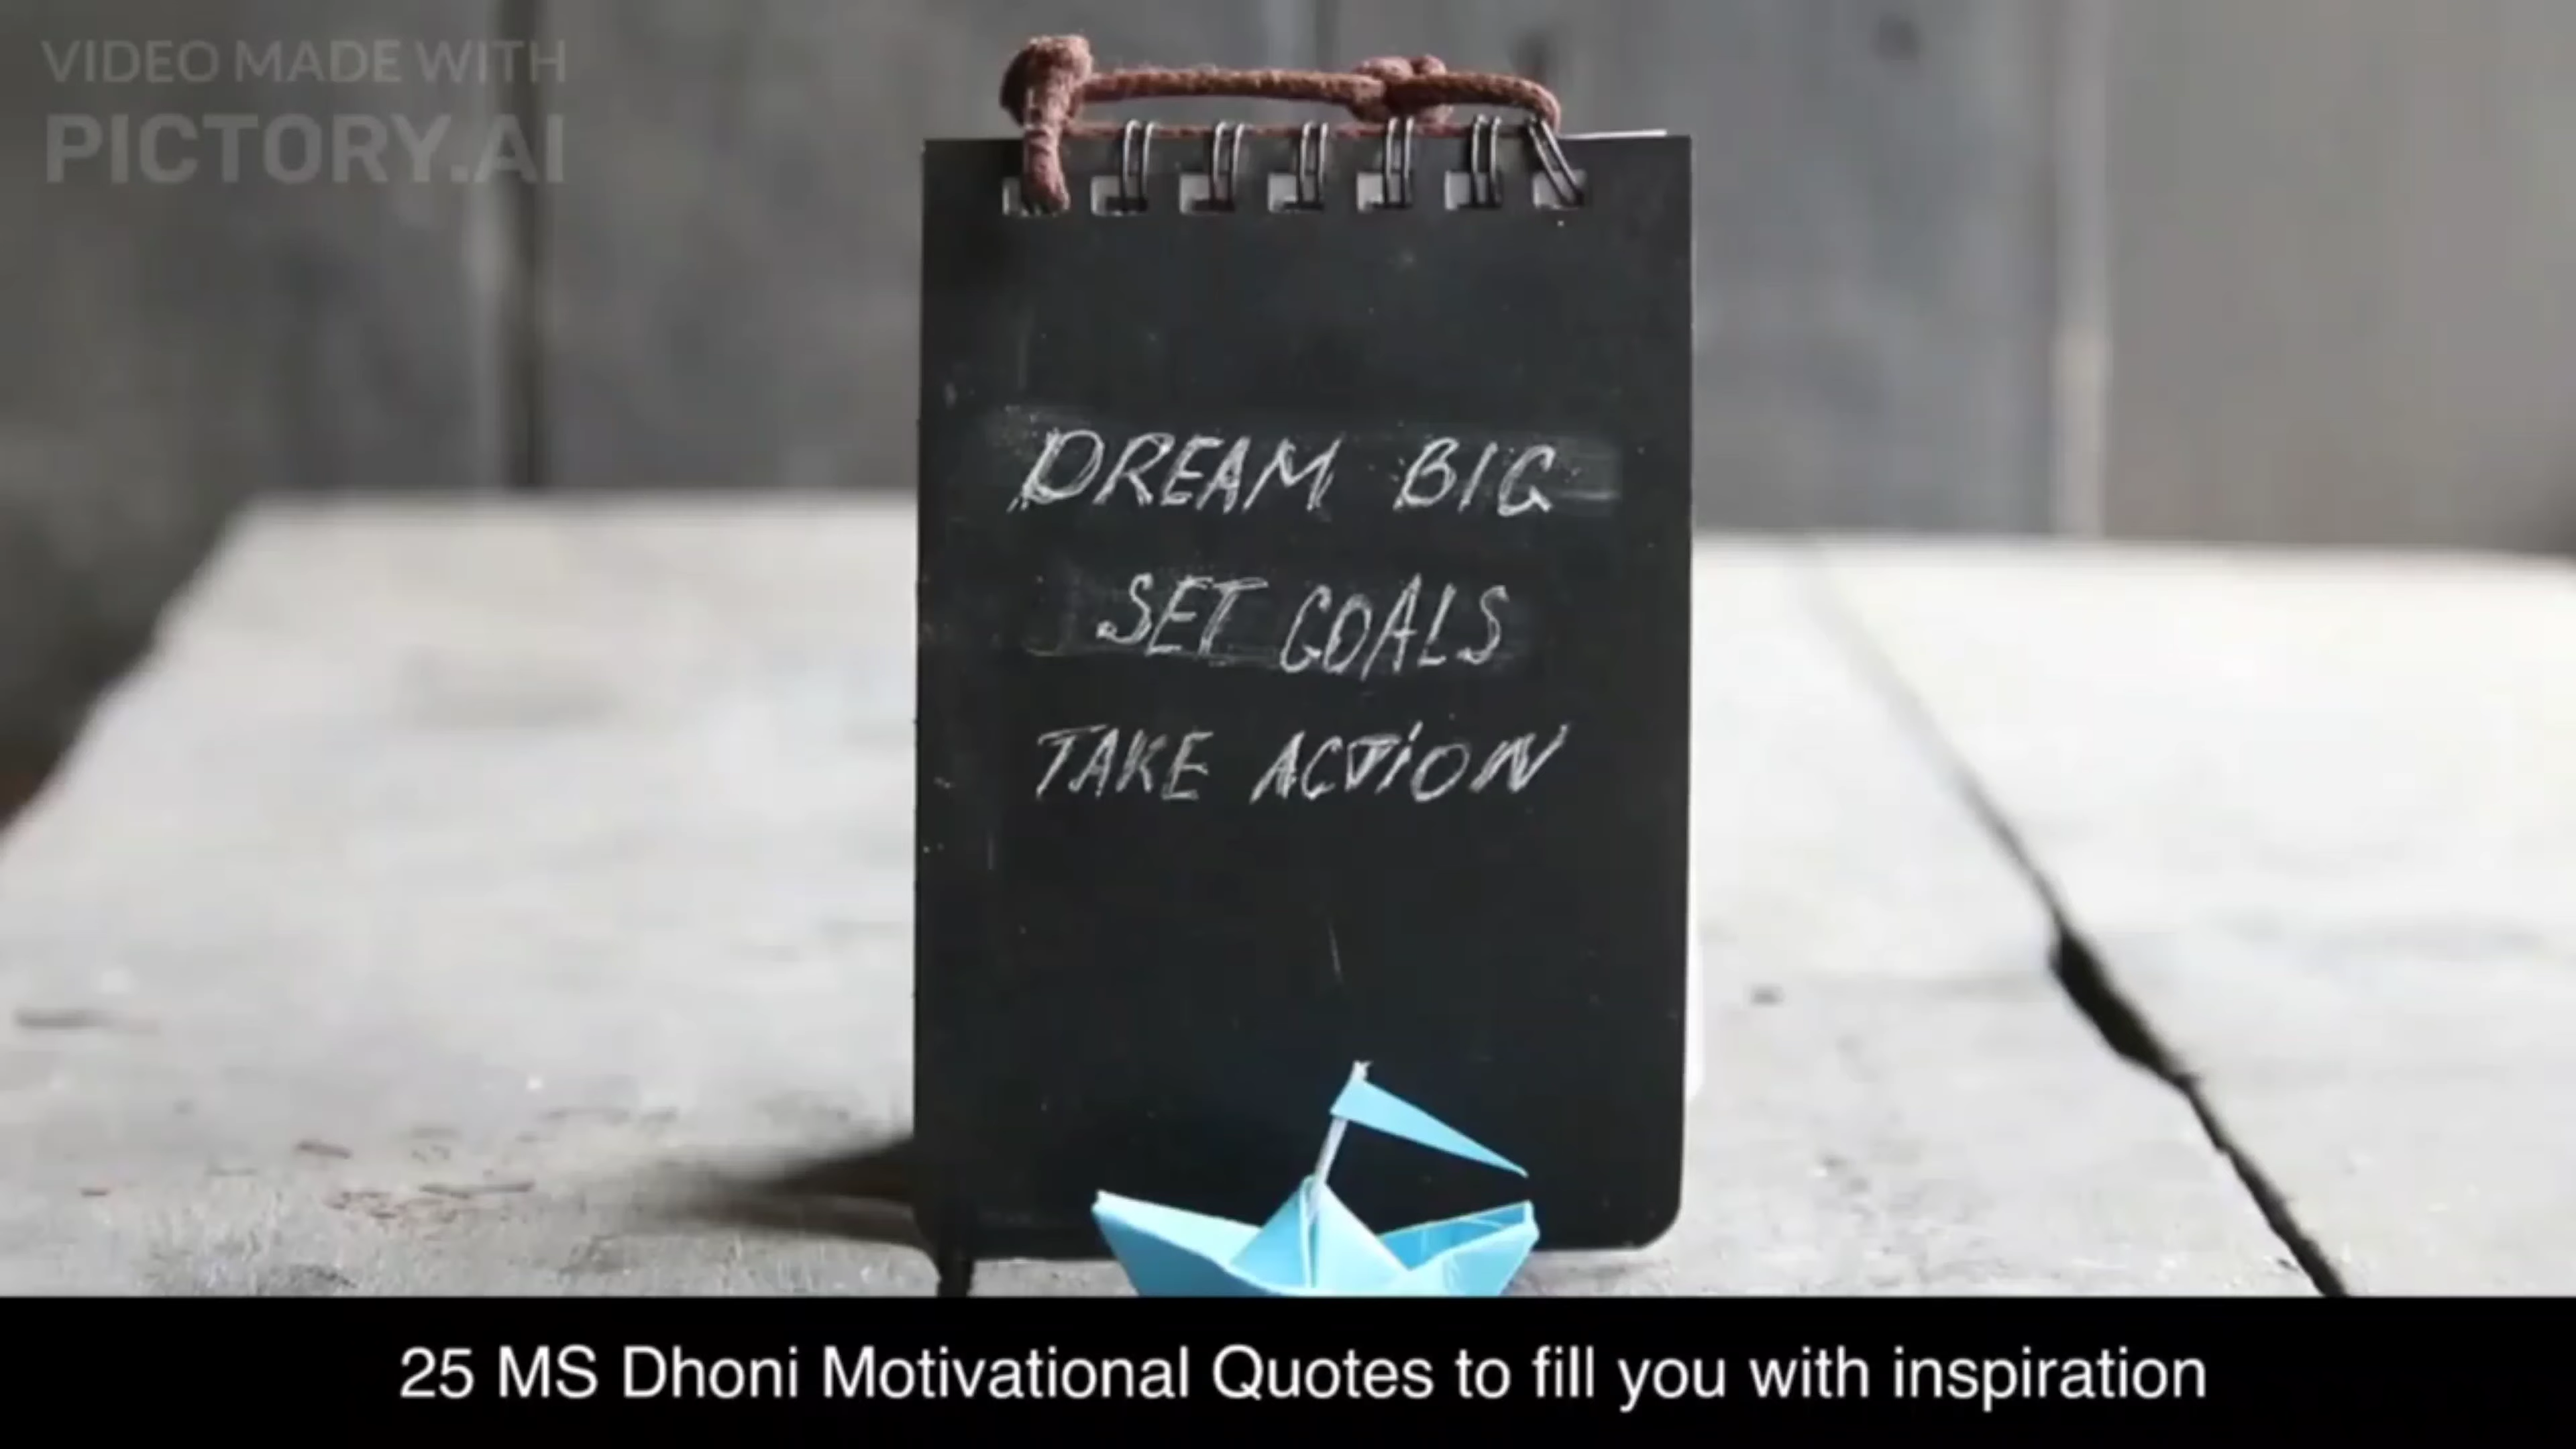 VIDEO MADE WITH
PICTORY.AI
DREAM BIG
SET GOALS
TAKE ACTION
25 MS Dhoni Motivational Quotes to fill you with inspiration